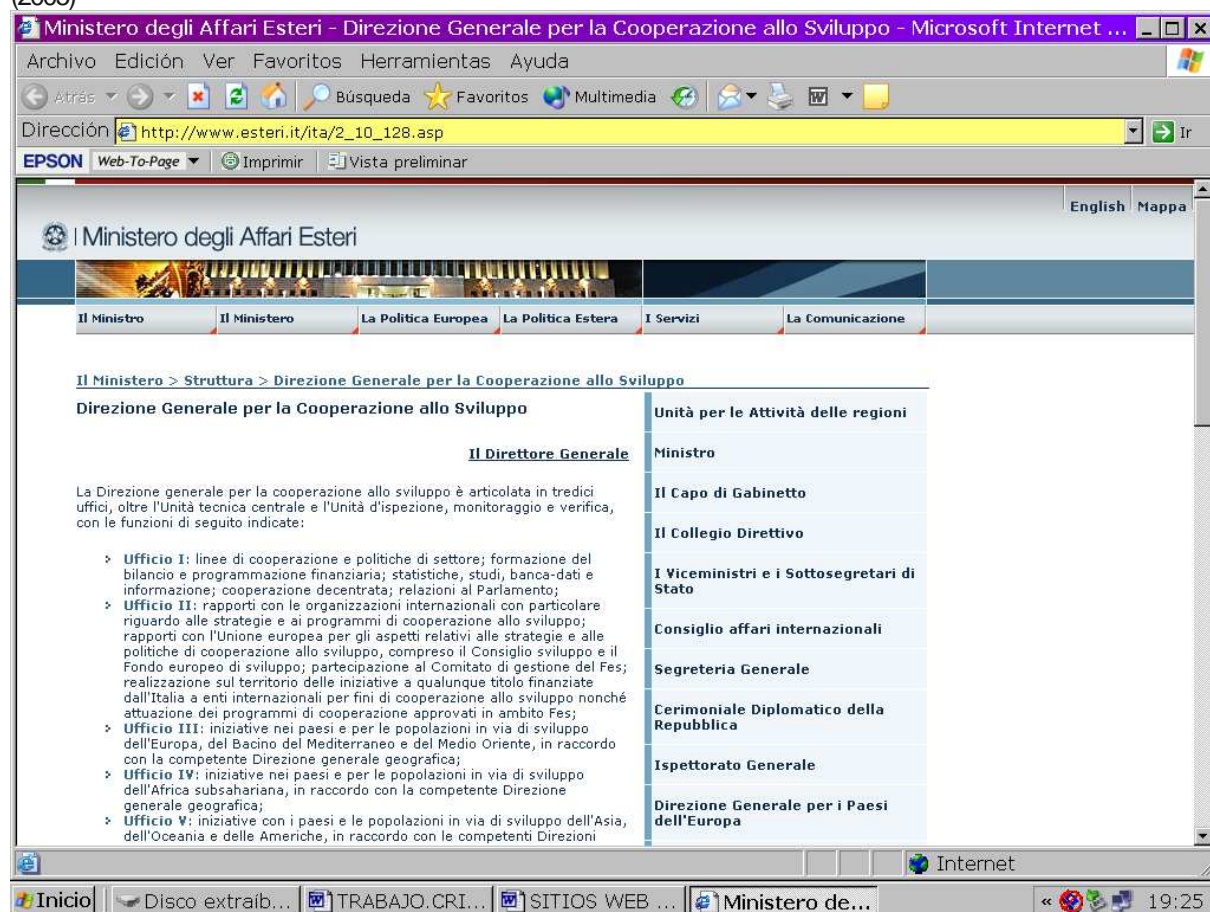 (2005)
Ministero degli Affari Esteri - Direzione Generale per la Cooperazione allo Sviluppo - Microsoft Internet ...
Archivo Edición Ver Favoritos Herramientas Ayuda
Atrás Búsqueda Favoritos Multimedia
Dirección http://www.esteri.it/ita/2_10_128.asp Ir
EPSON Web-To-Page Imprimir Vista preliminar
English Mappa
Ministero degli Affari Esteri
Il Ministro Il Ministero La Politica Europea La Politica Estera I Servizi La Comunicazione
Il Ministero > Struttura > Direzione Generale per la Cooperazione allo Sviluppo
Direzione Generale per la Cooperazione allo Sviluppo
Il Direttore Generale
La Direzione generale per la cooperazione allo sviluppo è articolata in tredici
uffici, oltre l'Unità tecnica centrale e l'Unità d'ispezione, monitoraggio e verifica,
con le funzioni di seguito indicate:
Ufficio I: linee di cooperazione e politiche di settore; formazione del
bilancio e programmazione finanziaria; statistiche, studi, banca-dati e
informazione; cooperazione decentrata; relazioni al Parlamento;
Ufficio II: rapporti con le organizzazioni internazionali con particolare
riguardo alle strategie e ai programmi di cooperazione allo sviluppo;
rapporti con l'Unione europea per gli aspetti relativi alle strategie e alle
politiche di cooperazione allo sviluppo, compreso il Consiglio sviluppo e il
Fondo europeo di sviluppo; partecipazione al Comitato di gestione del Fes;
realizzazione sul territorio delle iniziative a qualunque titolo finanziate
dall'Italia a enti internazionali per fini di cooperazione allo sviluppo nonché
attuazione dei programmi di cooperazione approvati in ambito Fes;
Ufficio III: iniziative nei paesi e per le popolazioni in via di sviluppo
dell'Europa, del Bacino del Mediterraneo e del Medio Oriente, in raccordo
con la competente Direzione generale geografica;
Ufficio IV: iniziative nei paesi e per le popolazioni in via di sviluppo
dell'Africa subsahariana, in raccordo con la competente Direzione
generale geografica;
Ufficio V: iniziative con i paesi e le popolazioni in via di sviluppo dell'Asia,
dell'Oceania e delle Americhe, in raccordo con le competenti Direzioni
Unità per le Attività delle regioni
Ministro
Il Capo di Gabinetto
Il Collegio Direttivo
I Viceministri e i Sottosegretari di
Stato
Consiglio affari internazionali
Segreteria Generale
Cerimoniale Diplomatico della
Repubblica
Ispettorato Generale
Direzione Generale per i Paesi
dell'Europa
Internet
Inicio Disco extraíb... TRABAJO.CRI... SITIOS WEB ... Ministero de... « 19:25